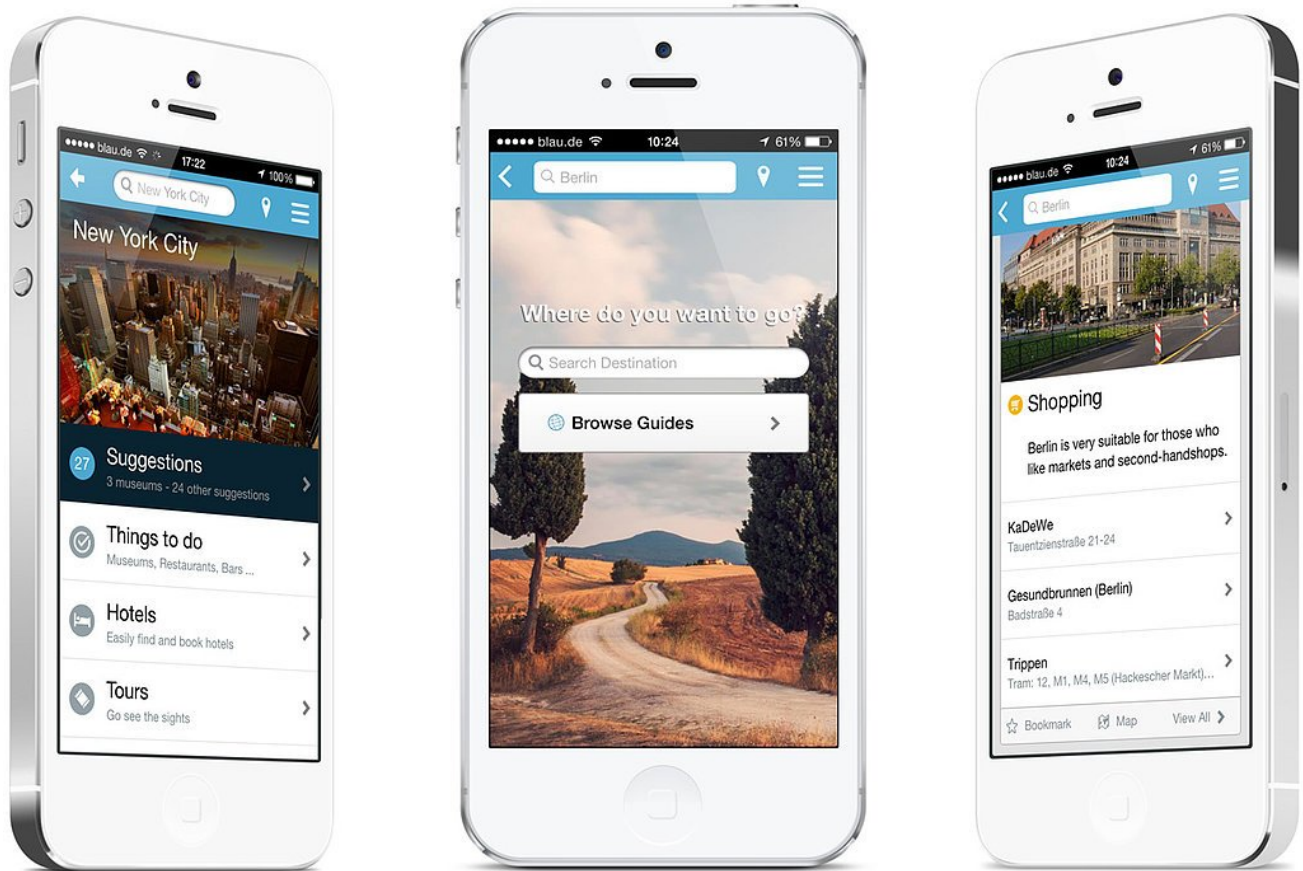 blau.de 17:22 100%
New York City
New York City
27 Suggestions
3 museums - 24 other suggestions
Things to do
Museums, Restaurants, Bars ...
Hotels
Easily find and book hotels
Tours
Go see the sights
blau.de 10:24 61%
Berlin
Where do you want to go?
Search Destination
Browse Guides
blau.de 10:24 61%
Berlin
Shopping
Berlin is very suitable for those who
like markets and second-handshops.
KaDeWe
Tauentzienstraße 21-24
Gesundbrunnen (Berlin)
Badstraße 4
Trippen
Tram: 12, M1, M4, M5 (Hackescher Markt)...
Bookmark Map View All